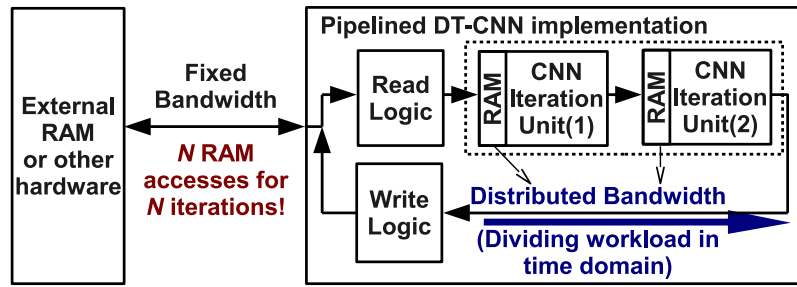 Pipelined DT-CNN implementation
External
RAM
or other
hardware
Fixed
Bandwidth
N RAM
accesses for
N iterations!
Read
Logic
RAM
CNN
Iteration
Unit(1)
RAM
CNN
Iteration
Unit(2)
Write
Logic
Distributed Bandwidth
(Dividing workload in
time domain)